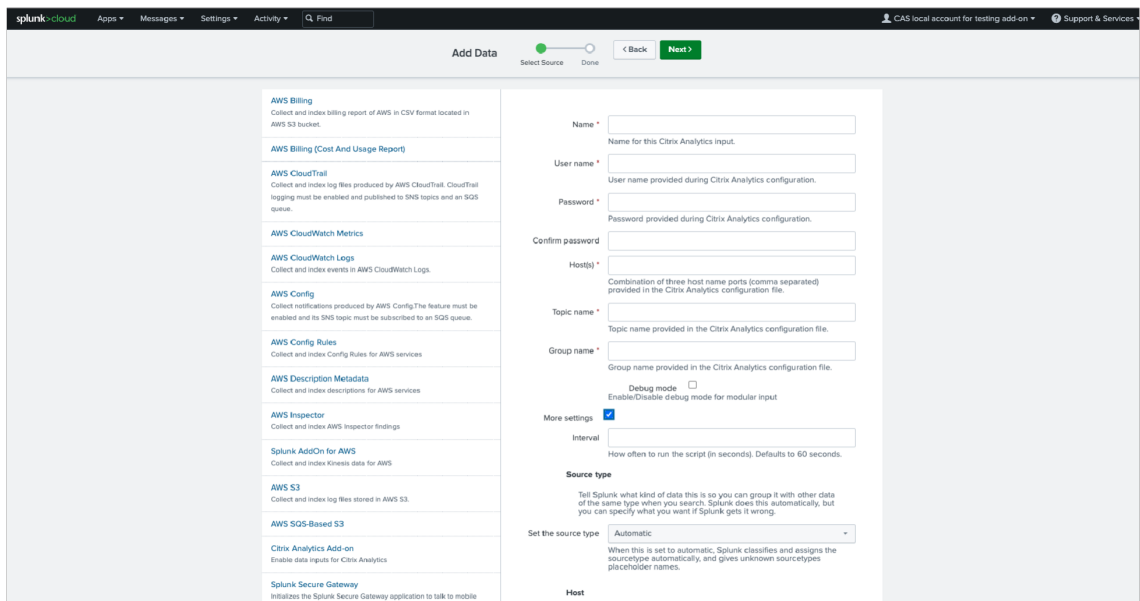 splunk>cloud Apps Messages Settings Activity Find CAS local account for testing add-on Support & Services
Add Data
Select Source
Done
< Back
Next >
AWS Billing
Collect and index billing report of AWS in CSV format located in
AWS S3 bucket.
AWS Billing (Cost And Usage Report)
AWS CloudTrail
Collect and index log files produced by AWS CloudTrail. CloudTrail
logging must be enabled and published to SNS topics and an SQS
queue.
AWS CloudWatch Metrics
AWS CloudWatch Logs
Collect and index events in AWS CloudWatch Logs.
AWS Config
Collect notifications produced by AWS Config.The feature must be
enabled and its SNS topic must be subscribed to an SQS queue.
AWS Config Rules
Collect and index Config Rules for AWS services
AWS Description Metadata
Collect and index descriptions for AWS services
AWS Inspector
Collect and index AWS Inspector findings
Splunk AddOn for AWS
Collect and index Kinesis data for AWS
AWS S3
Collect and index log files stored in AWS S3.
AWS SQS-Based S3
Citrix Analytics Add-on
Enable data inputs for Citrix Analytics
Splunk Secure Gateway
Initializes the Splunk Secure Gateway application to talk to mobile
Name *
Name for this Citrix Analytics input.
User name *
User name provided during Citrix Analytics configuration.
Password *
Password provided during Citrix Analytics configuration.
Confirm password
Host(s) *
Combination of three host name ports (comma separated)
provided in the Citrix Analytics configuration file.
Topic name *
Topic name provided in the Citrix Analytics configuration file.
Group name *
Group name provided in the Citrix Analytics configuration file.
Debug mode
Enable/Disable debug mode for modular input
More settings
Interval
How often to run the script (in seconds). Defaults to 60 seconds.
Source type
Tell Splunk what kind of data this is so you can group it with other data
of the same type when you search. Splunk does this automatically, but
you can specify what you want if Splunk gets it wrong.
Set the source type Automatic
When this is set to automatic, Splunk classifies and assigns the
sourcetype automatically, and gives unknown sourcetypes
placeholder names.
Host